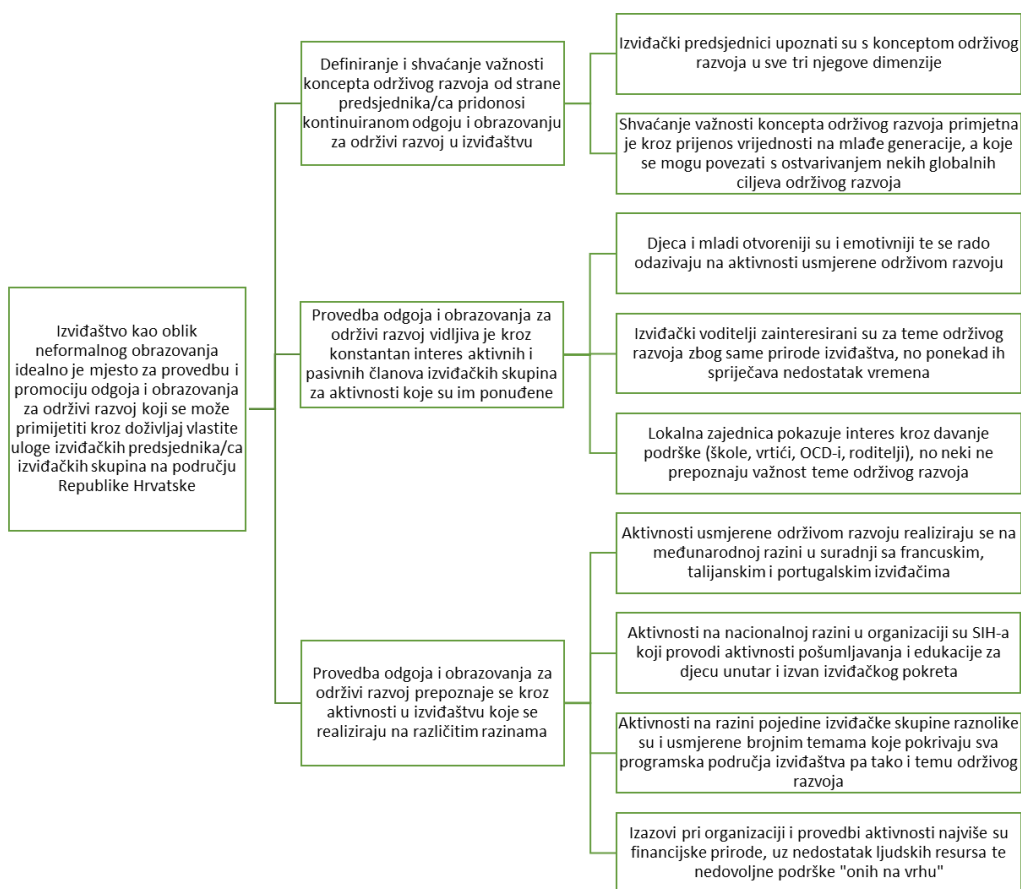 Izviđaštvo kao oblik
neformalnog obrazovanja
idealno je mjesto za provedbu i
promociju odgoja i obrazovanja
za održivi razvoj koji se može
primijetiti kroz doživljaj vlastite
uloge izviđačkih predsjednika/ca
izviđačkih skupina na području
Republike Hrvatske
Definiranje i shvaćanje važnosti
koncepta održivog razvoja od strane
predsjednika/ca pridonosi
kontinuiranom odgoju i obrazovanju
za održivi razvoj u izviđaštvu
Izviđački predsjednici upoznati su s konceptom održivog
razvoja u sve tri njegove dimenzije
Shvaćanje važnosti koncepta održivog razvoja primjetna
je kroz prijenos vrijednosti na mlađe generacije, a koje
se mogu povezati s ostvarivanjem nekih globalnih
ciljeva održivog razvoja
Provedba odgoja i obrazovanja za
održivi razvoj vidljiva je kroz
konstantan interes aktivnih i
pasivnih članova izviđačkih skupina
za aktivnosti koje su im ponuđene
Djeca i mladi otvoreniji su i emotivniji te se rado
odazivaju na aktivnosti usmjerene održivom razvoju
Izviđački voditelji zainteresirani su za teme održivog
razvoja zbog same prirode izviđaštva, no ponekad ih
spriječava nedostatak vremena
Lokalna zajednica pokazuje interes kroz davanje
podrške (škole, vrtići, OCD-i, roditelji), no neki ne
prepoznaju važnost teme održivog razvoja
Provedba odgoja i obrazovanja za
održivi razvoj prepoznaje se kroz
aktivnosti u izviđaštvu koje se
realiziraju na različitim razinama
Aktivnosti usmjerene održivom razvoju realiziraju se na
međunarodnoj razini u suradnji sa francuskim,
talijanskim i portugalskim izviđačima
Aktivnosti na nacionalnoj razini u organizaciji su SIH-a
koji provodi aktivnosti pošumljavanja i edukacije za
djecu unutar i izvan izviđačkog pokreta
Aktivnosti na razini pojedine izviđačke skupine raznolike
su i usmjerene brojnim temama koje pokrivaju sva
programska područja izviđaštva pa tako i temu održivog
razvoja
Izazovi pri organizaciji i provedbi aktivnosti najviše su
financijske prirode, uz nedostatak ljudskih resursa te
nedovoljne podrške "onih na vrhu"